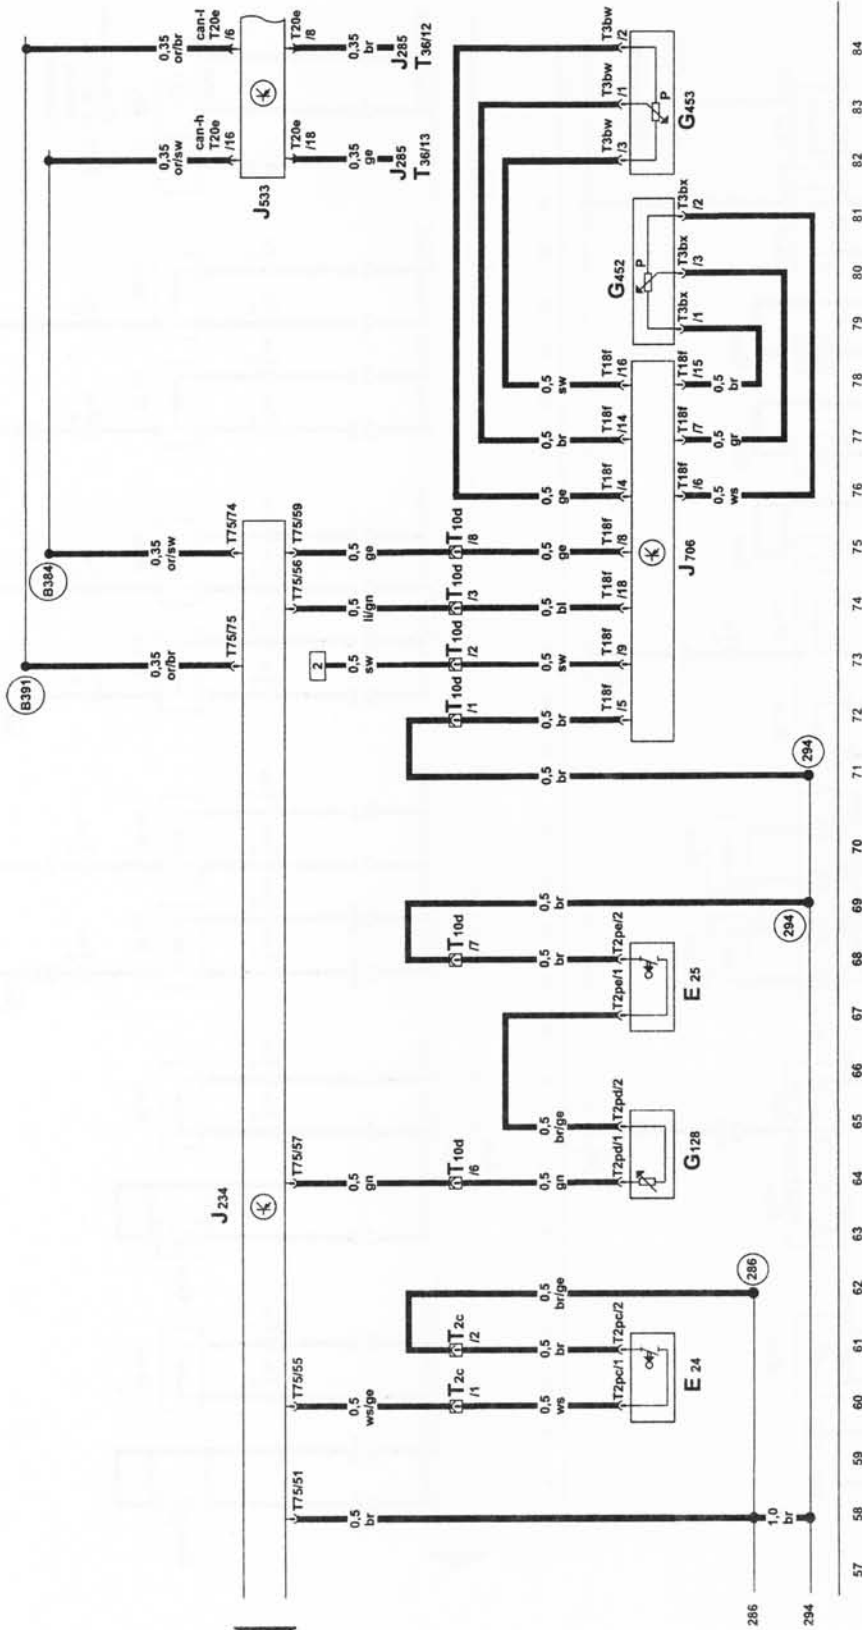 can-l
T20e
/6
0,35
or/br
T20e
/8
0,35
br
J285
T36/12
can-h
T20e
/16
0,35
or/sw
T20e
/18
0,35
ge
J285
T36/13
J533
T3bw
/2
T3bw
/1
T3bw
/3
P
G453
T3bx
/2
T3bx
/3
T3bx
/1
P
G452
0,5
sw
T18f
/16
T18f
/15
0,5
br
0,5
br
T18f
/14
T18f
/7
0,5
gr
0,5
ge
T18f
/4
T18f
/6
0,5
ws
B384
0,35
or/sw
T75/74
T75/59
0,5
ge
T10d
/8
0,5
ge
T18f
/8
J706
T75/56
0,5
li/gn
T10d
/3
0,5
bl
T18f
/18
B391
0,35
or/br
T75/75
2
0,5
sw
T10d
/2
0,5
sw
T18f
/9
T10d
/1
0,5
br
T18f
/5
0,5
br
294
0,5
br
294
T10d
/7
0,5
br
T2pe/2
T2pe/1
E25
0,5
br/ge
T2pd/2
T2pd/1
G128
T75/57
0,5
gn
T10d
/6
0,5
gn
J234
0,5
br/ge
286
T2c
/2
0,5
br
T2pc/2
T75/55
0,5
ws/ge
T2c
/1
0,5
ws
T2pc/1
E24
T75/51
0,5
br
1,0
br
286
294
57
58
59
60
61
62
63
64
65
66
67
68
69
70
71
72
73
74
75
76
77
78
79
80
81
82
83
84